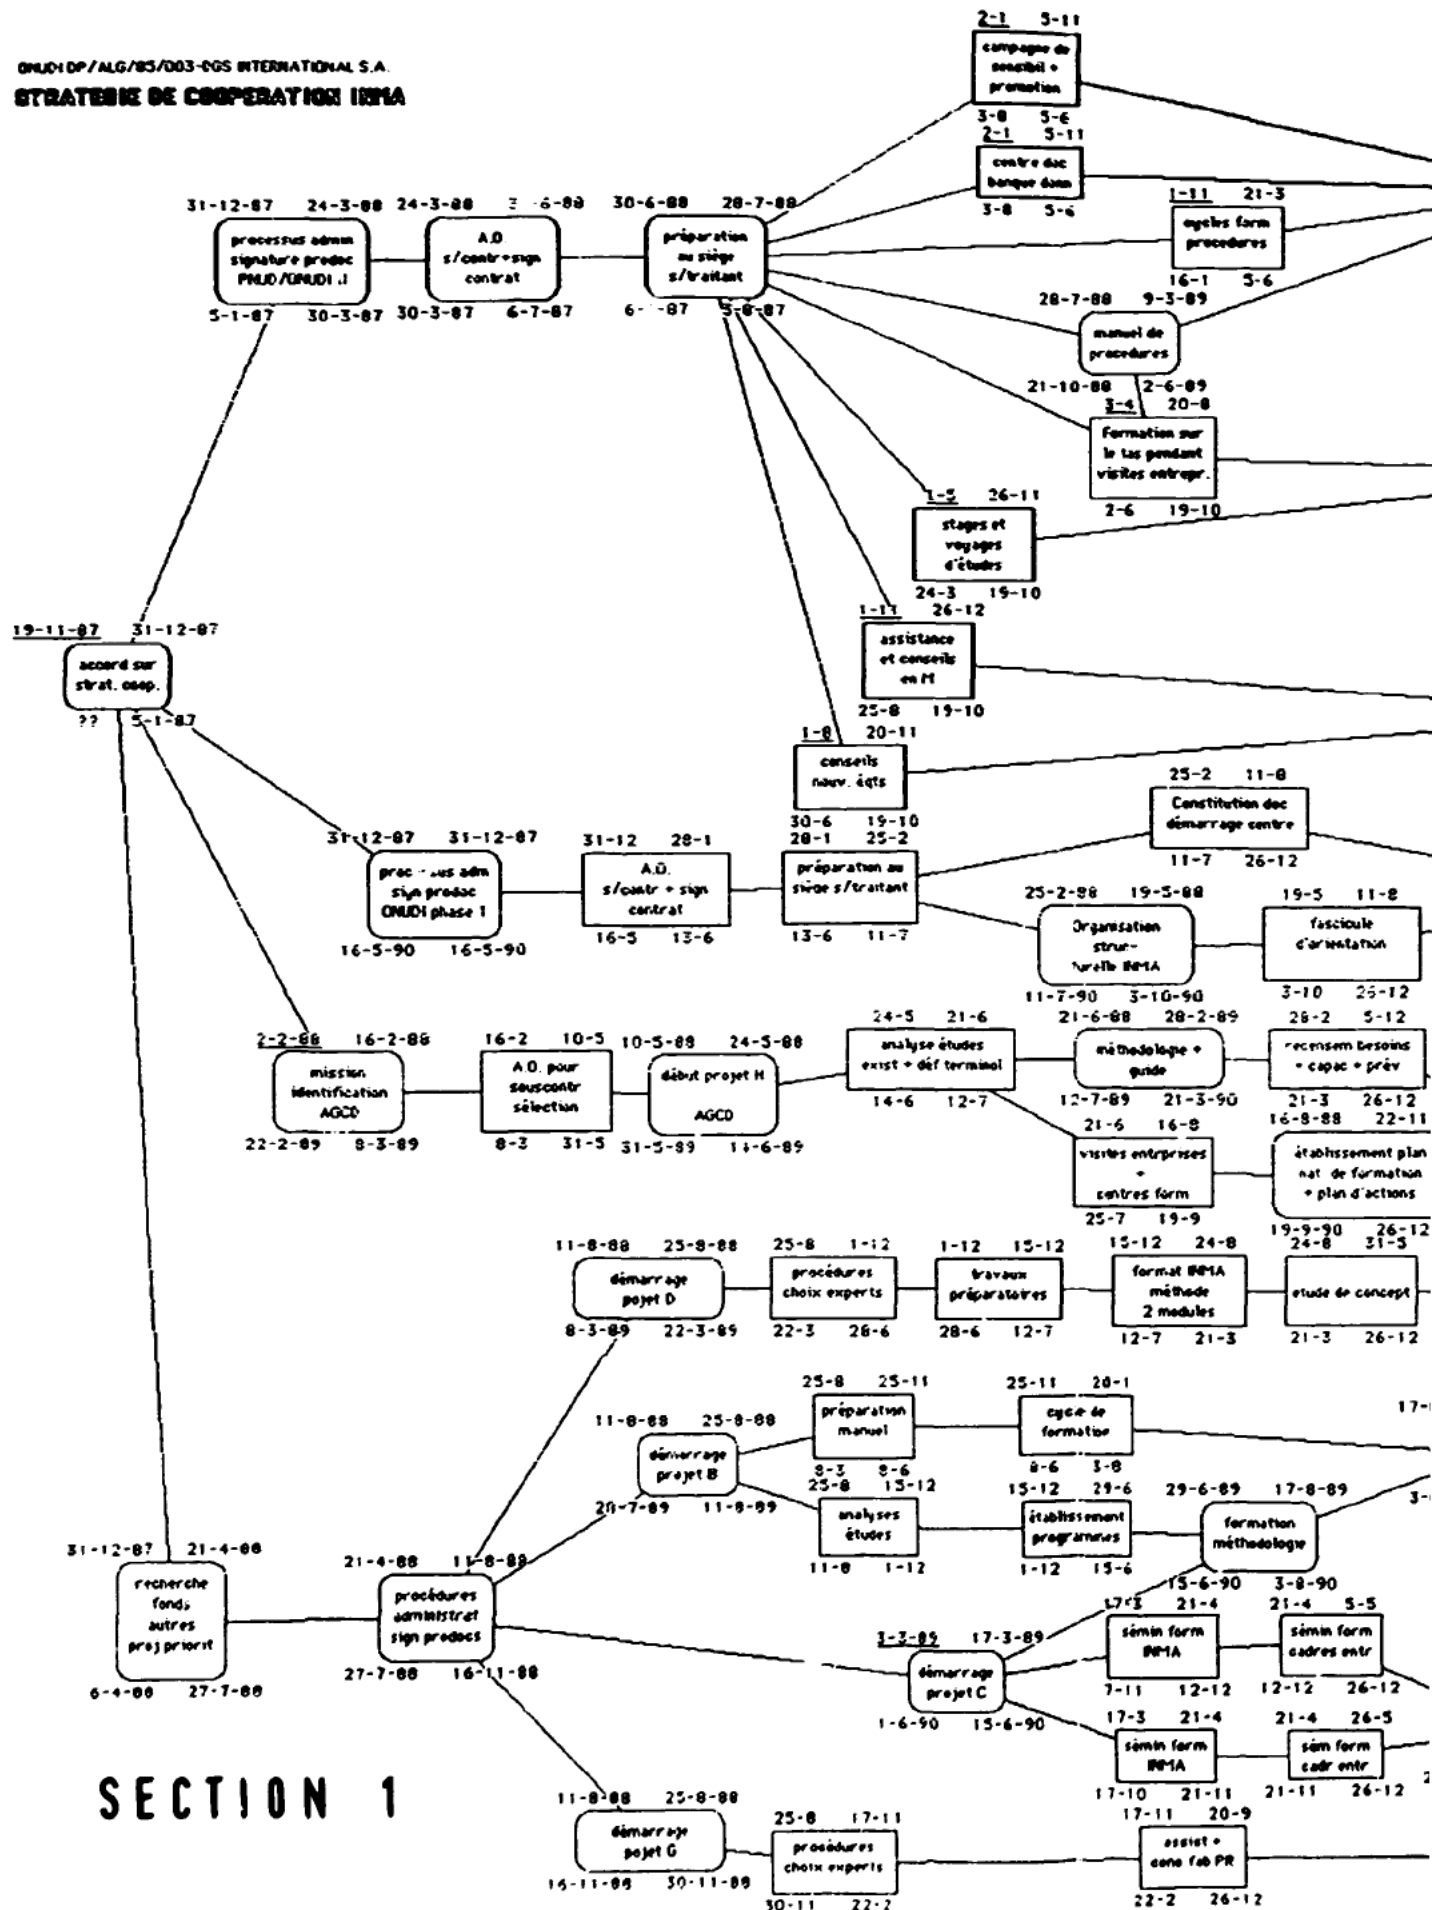 ONUDI DP/ALG/85/003-CGS INTERNATIONAL S.A.
STRATEGIE DE COOPERATION INMA
2-1 5-11
campagne de
sensibil +
promotion
3-8 5-6
2-1 5-11
centre doc
banque donn
3-8 5-6
1-11 21-3
cycles form
procedures
16-1 5-6
31-12-87 24-3-88
processus admin
signature prodoc
PNUD/ONUDI
5-1-87 30-3-87
24-3-88
A.O.
s/contr+sign
contrat
30-3-87 6-7-87
30-6-88 28-7-88
préparation
au siège
s/traitant
5-8-87
28-7-88 9-3-89
manuel de
procedures
21-10-88 2-6-89
3-4 20-8
Formation sur
le tas pendant
visites entrepr.
2-6 19-10
1-5 26-11
stages et
voyages
d'études
24-3 19-10
1-11 26-12
assistance
et conseils
en M
25-8 19-10
1-8 20-11
conseils
nouv. éqts
30-6 19-10
19-11-87 31-12-87
accord sur
strat. coop.
?? 5-1-87
31-12-87 31-12-87
adm
sign prodoc
ONUDI phase 1
16-5-90 16-5-90
31-12 28-1
A.O.
s/contr + sign
contrat
16-5 13-6
28-1 25-2
préparation au
siège s/traitant
13-6 11-7
25-2 11-8
Constitution doc
démarrage centre
11-7 26-12
25-2-88 19-5-88
Organisation
struc-
turelle INMA
11-7-90 3-10-90
19-5 11-8
fascicule
d'orientation
3-10 26-12
2-2-88 16-2-88
mission
identification
AGCD
22-2-89 8-3-89
16-2 10-5
A.O. pour
souscontr
sélection
8-3 31-5
10-5-88 24-5-88
début projet H
AGCD
31-5-89 14-6-89
24-5 21-6
analyse études
exist + déf terminol
14-6 12-7
21-6-88 28-2-89
méthodologie +
guide
12-7-89 21-3-90
28-2 5-12
recensem besoins
+ capac + prév
21-3 26-12
21-6 16-8
visites entrprises
+
centres form
25-7 19-9
16-8-88 22-11
établissement plan
nat de formation
+ plan d'actions
19-9-90 26-12
11-8-88 25-8-88
démarrage
pojet D
8-3-89 22-3-89
25-8 1-12
procédures
choix experts
22-3 28-6
1-12 15-12
travaux
préparatoires
28-6 12-7
15-12 24-8
format INMA
méthode
2 modules
12-7 21-3
24-8 31-5
etude de concept
21-3 26-12
11-8-88 25-8-88
démarrage
projet B
20-7-89 11-8-89
25-8 25-11
préparation
manuel
8-3 8-6
25-11 20-1
cycle de
formation
8-6 3-8
17-
25-8 15-12
analyses
études
11-8 1-12
15-12 29-6
établissement
programmes
1-12 15-6
29-6-89 17-8-89
formation
méthodologie
15-6-90 3-8-90
3-
31-12-87 21-4-88
recherche
fonds
autres
proj priorit
6-4-88 27-7-88
21-4-88 11-8-88
procédures
administrat
sign prodocs
27-7-88 16-11-88
3-3-89 17-3-89
démarrage
projet C
1-6-90 15-6-90
17-3 21-4
sémin form
INMA
7-11 12-12
21-4 5-5
sémin form
cadres entr
12-12 26-12
17-3 21-4
sémin form
INMA
17-10 21-11
21-4 26-5
sém form
cadr entr
21-11 26-12
11-8-88 25-8-88
démarrage
pojet G
16-11-88 30-11-88
25-8 17-11
procédures
choix experts
30-11 22-2
17-11 20-9
assist +
conc fab PR
22-2 26-12
SECTION 1